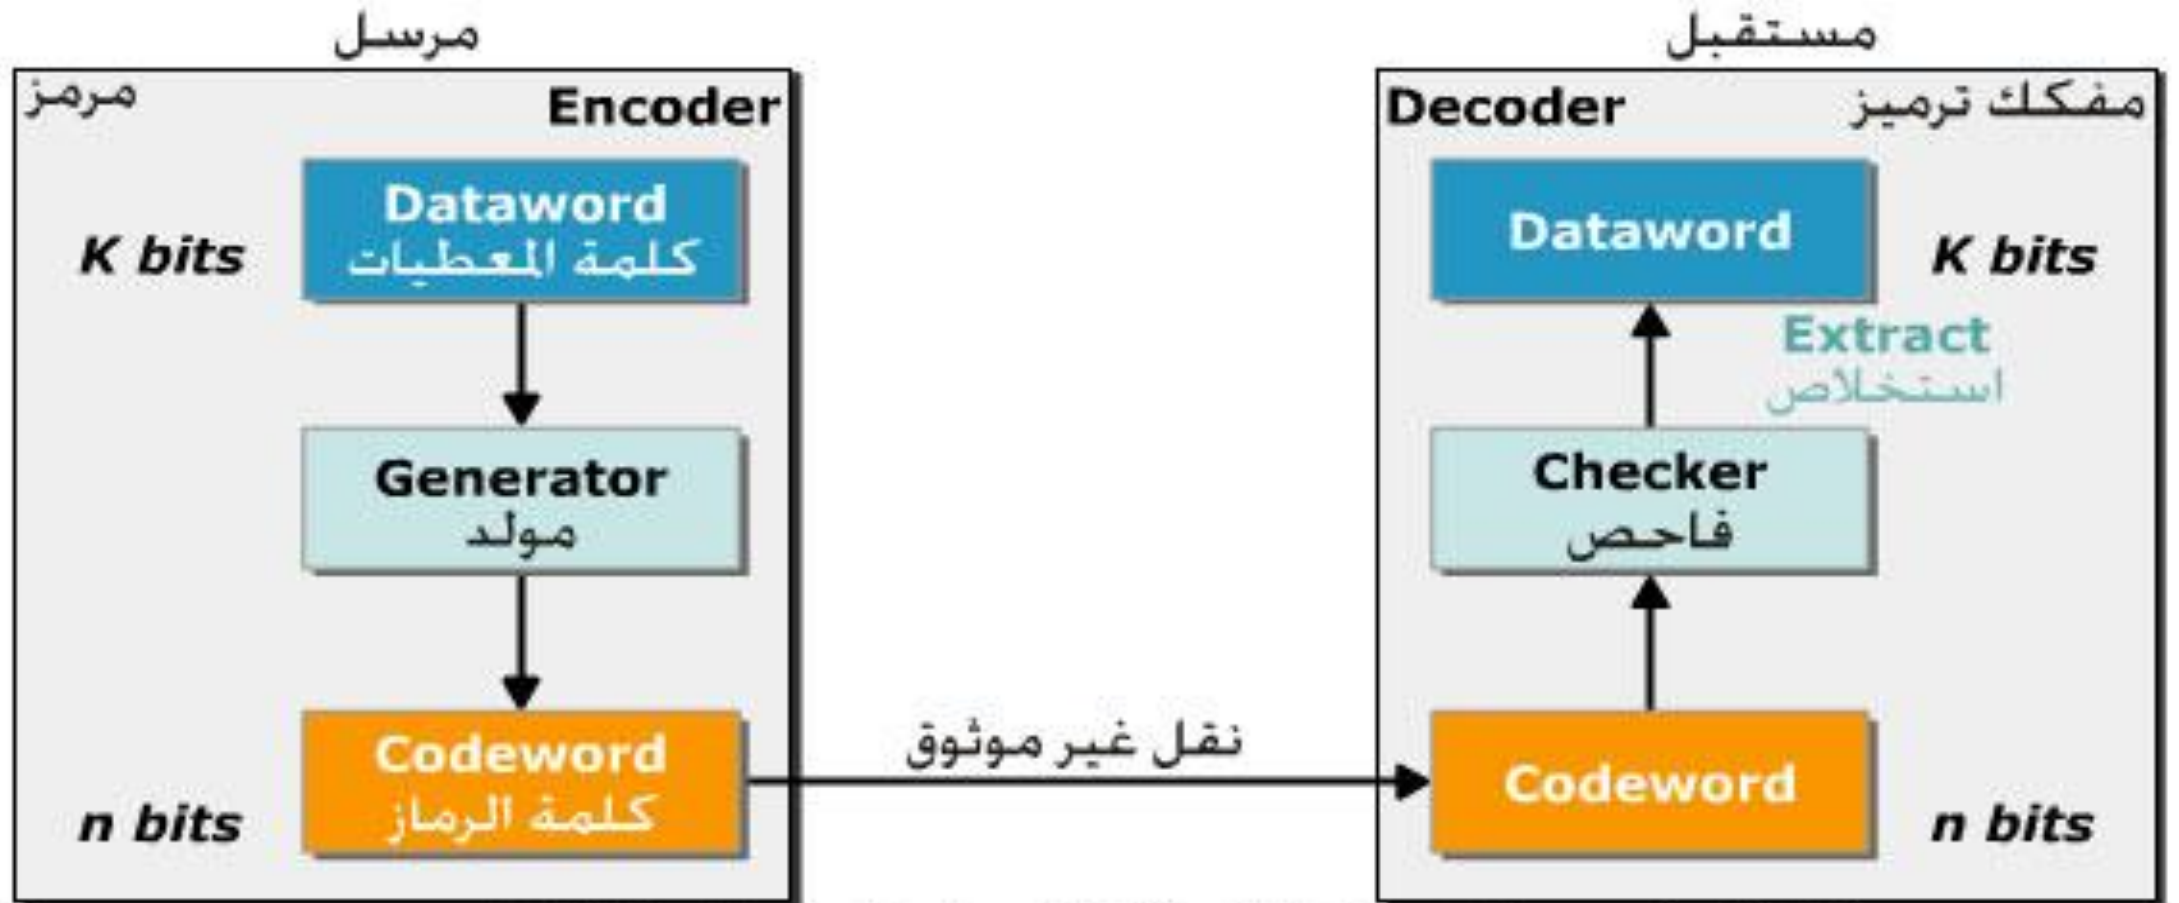 مرسل
مستقبل
مرمز
Encoder
Decoder
مفكك ترميز
Dataword
كلمة المعطيات
K bits
Dataword
K bits
Extract
استخلاص
Generator
مولد
Checker
فاحص
نقل غير موثوق
Codeword
كلمة الرماز
n bits
Codeword
n bits